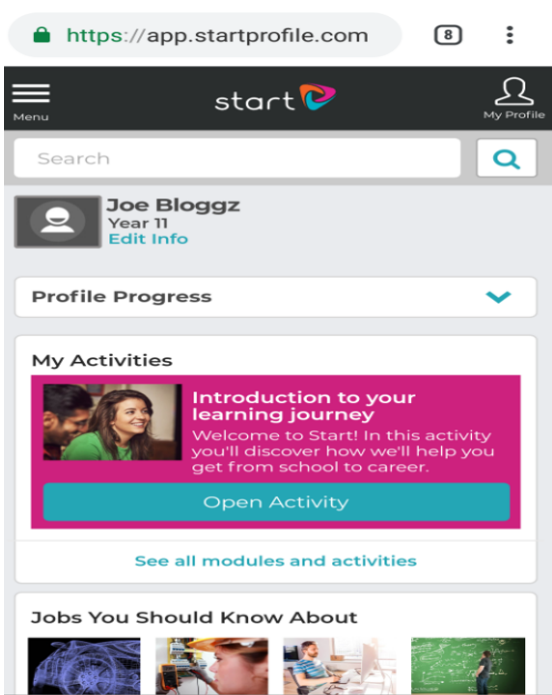 https://app.startprofile.com
8
start
Menu
My Profile
Search
Joe Bloggz
Year 11
Edit Info
Profile Progress
My Activities
Introduction to your
learning journey
Welcome to Start! In this activity
you'll discover how we'll help you
get from school to career.
Open Activity
See all modules and activities
Jobs You Should Know About